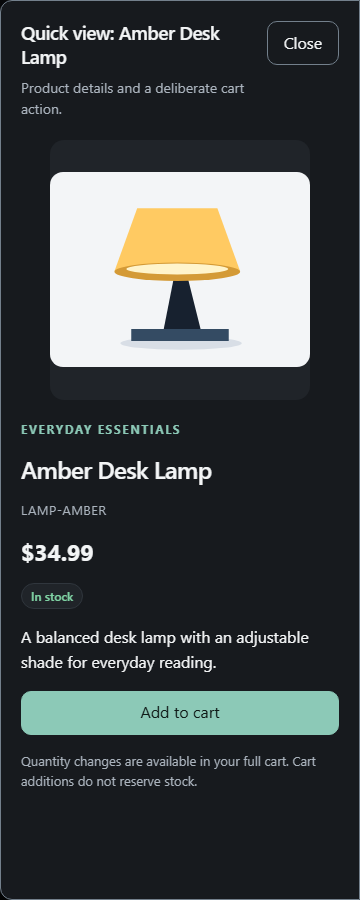 Quick view: Amber Desk
Lamp
Close
Product details and a deliberate cart
action.
EVERYDAY ESSENTIALS
Amber Desk Lamp
LAMP-AMBER
$34.99
In stock
A balanced desk lamp with an adjustable
shade for everyday reading.
Add to cart
Quantity changes are available in your full cart. Cart
additions do not reserve stock.